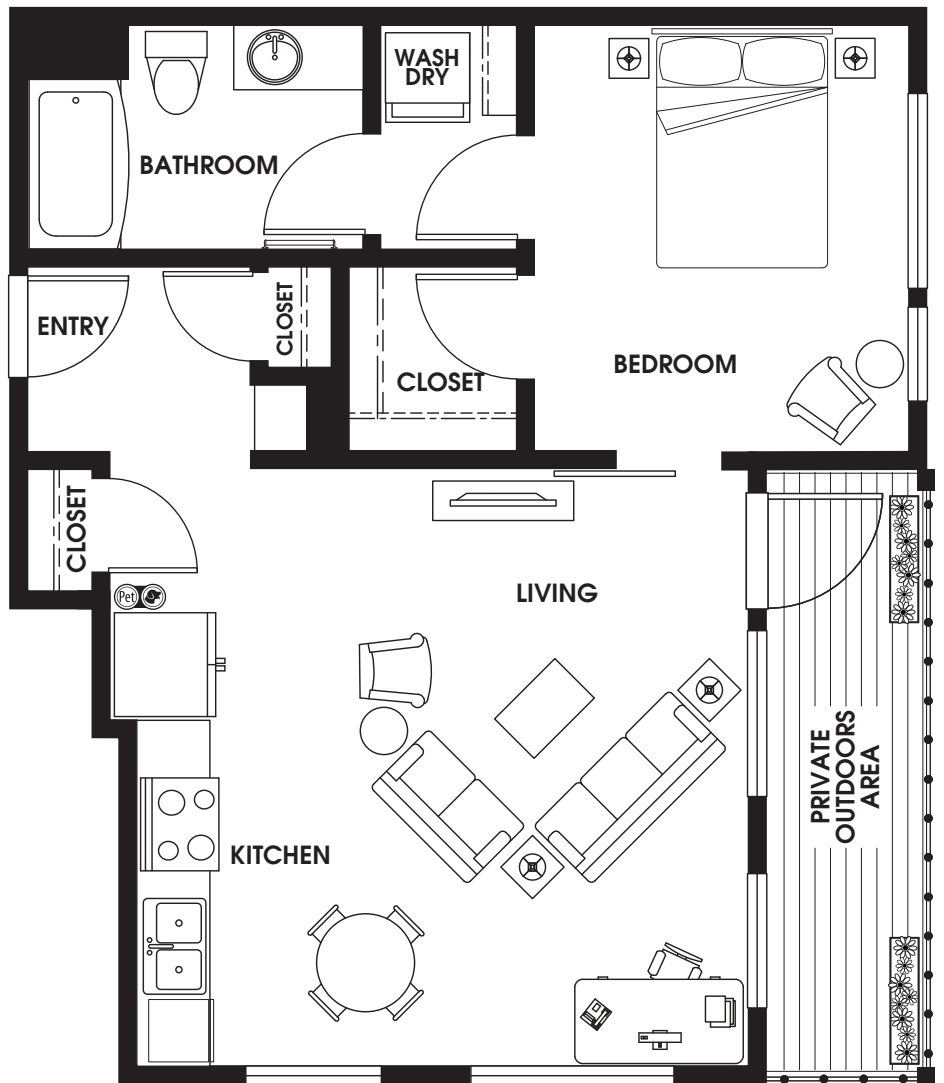 WASH
DRY
BATHROOM
ENTRY
CLOSET
CLOSET
BEDROOM
CLOSET
LIVING
Pet
PRIVATE
OUTDOORS
AREA
KITCHEN